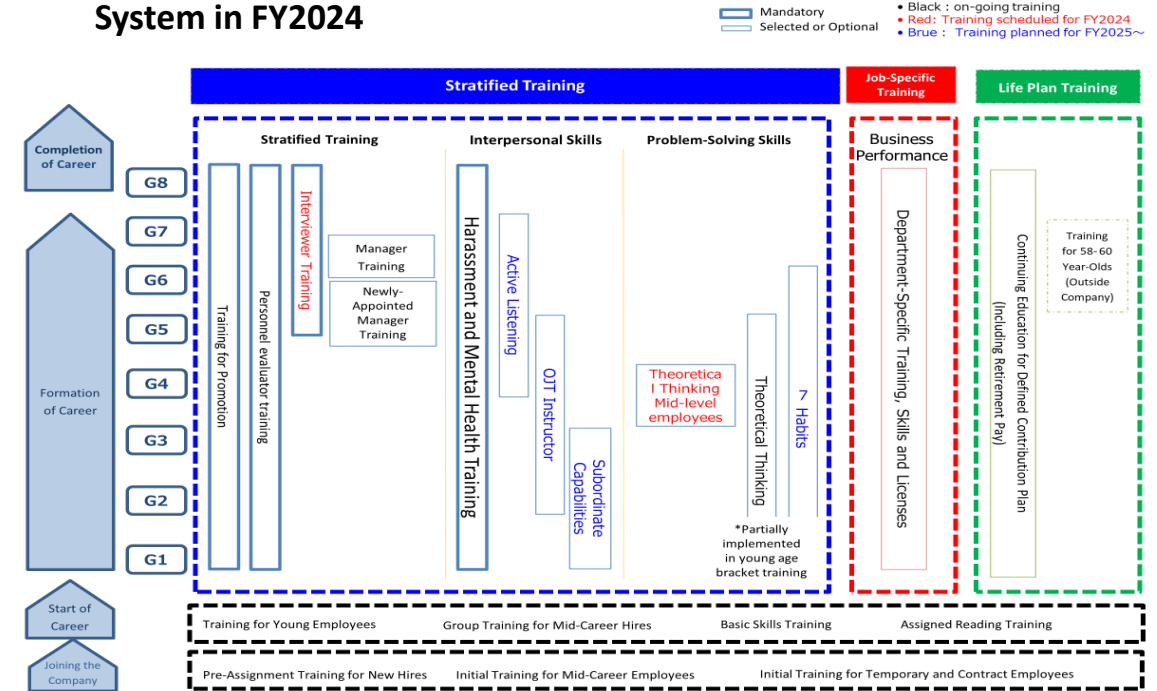 System in FY2024
Mandatory
Selected or Optional
• Black : on-going training
• Red: Training scheduled for FY2024
• Brue : Training planned for FY2025~
Stratified Training
Job-Specific
Training
Life Plan Training
Completion
of Career
Formation
of Career
Start of
Career
Joining the
Company
G8
G7
G6
G5
G4
G3
G2
G1
Stratified Training
Training for Promotion
Personnel evaluator training
Interviewer Training
Manager
Training
Newly-
Appointed
Manager
Training
Interpersonal Skills
Harassment and Mental Health Training
Active Listening
OJT Instructor
Subordinate
Capabilities
Problem-Solving Skills
Theoretica
l Thinking
Mid-level
employees
Theoretical Thinking
7 Habits
*Partially
implemented
in young age
bracket training
Business
Performance
Department-Specific Training, Skills and Licenses
Continuing Education for Defined Contribution Plan
(Including Retirement Pay)
Training
for 58-60
Year-Olds
(Outside
Company)
Training for Young Employees
Group Training for Mid-Career Hires
Basic Skills Training
Assigned Reading Training
Pre-Assignment Training for New Hires
Initial Training for Mid-Career Employees
Initial Training for Temporary and Contract Employees